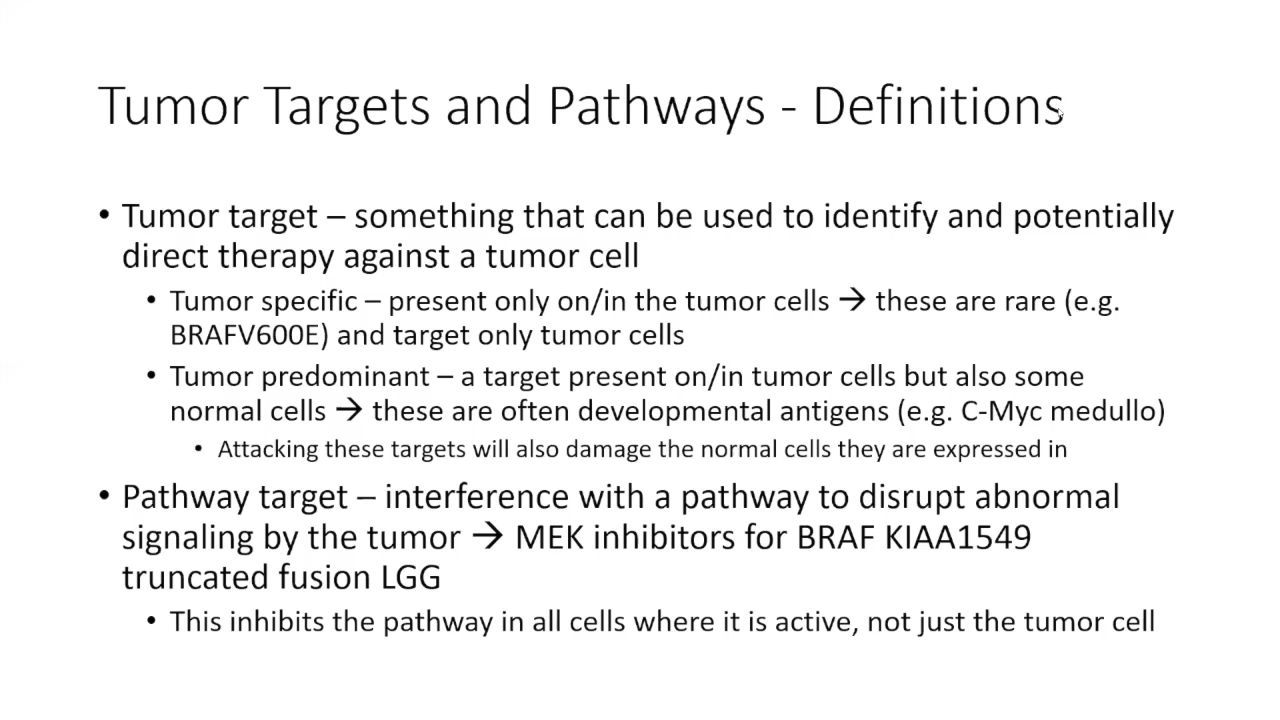 Tumor Targets and Pathways - Definitions
• Tumor target – something that can be used to identify and potentially
direct therapy against a tumor cell
• Tumor specific – present only on/in the tumor cells → these are rare (e.g.
BRAFV600E) and target only tumor cells
• Tumor predominant – a target present on/in tumor cells but also some
normal cells → these are often developmental antigens (e.g. C-Myc medullo)
• Attacking these targets will also damage the normal cells they are expressed in
• Pathway target – interference with a pathway to disrupt abnormal
signaling by the tumor → MEK inhibitors for BRAF KIAA1549
truncated fusion LGG
• This inhibits the pathway in all cells where it is active, not just the tumor cell